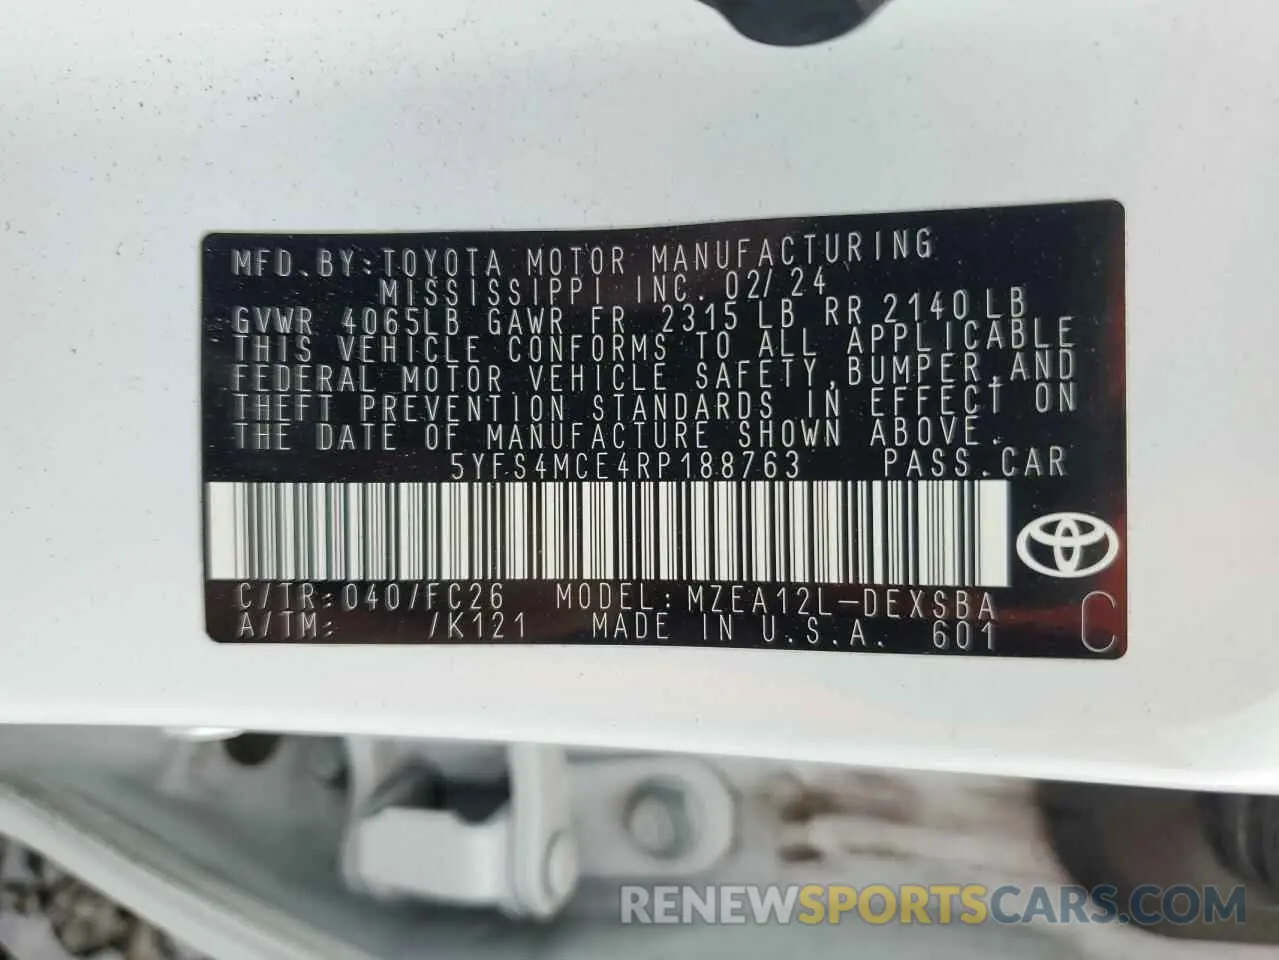 MFD. BY: TOYOTA MOTOR MANUFACTURING
MISSISSIPPI INC. 02/24
GVWR 4065LB GAWR FR 2315 LB RR 2140 LB
THIS VEHICLE CONFORMS TO ALL APPLICABLE
FEDERAL MOTOR VEHICLE SAFETY, BUMPER, AND
THEFT PREVENTION STANDARDS IN EFFECT ON
THE DATE OF MANUFACTURE SHOWN ABOVE.
5YFS4MCE4RP188763 PASS. CAR
C/TR: 040/FC26 MODEL: MZEA12L-DEXSBA
A/TM: /K121 MADE IN U.S.A. 601 C
RENEWSPORTSCARS.COM